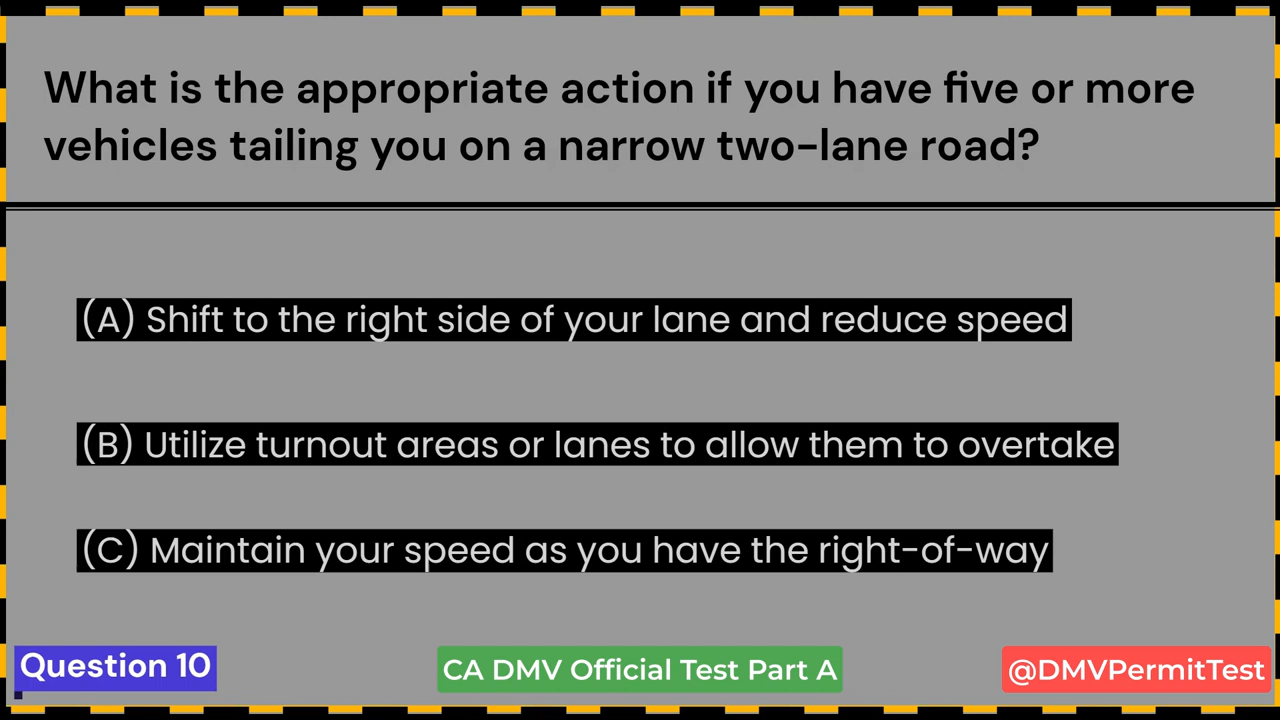 What is the appropriate action if you have five or more
vehicles tailing you on a narrow two-lane road?
(A) Shift to the right side of your lane and reduce speed
(B) Utilize turnout areas or lanes to allow them to overtake
(C) Maintain your speed as you have the right-of-way
Question 10
CA DMV Official Test Part A
@DMVPermitTest